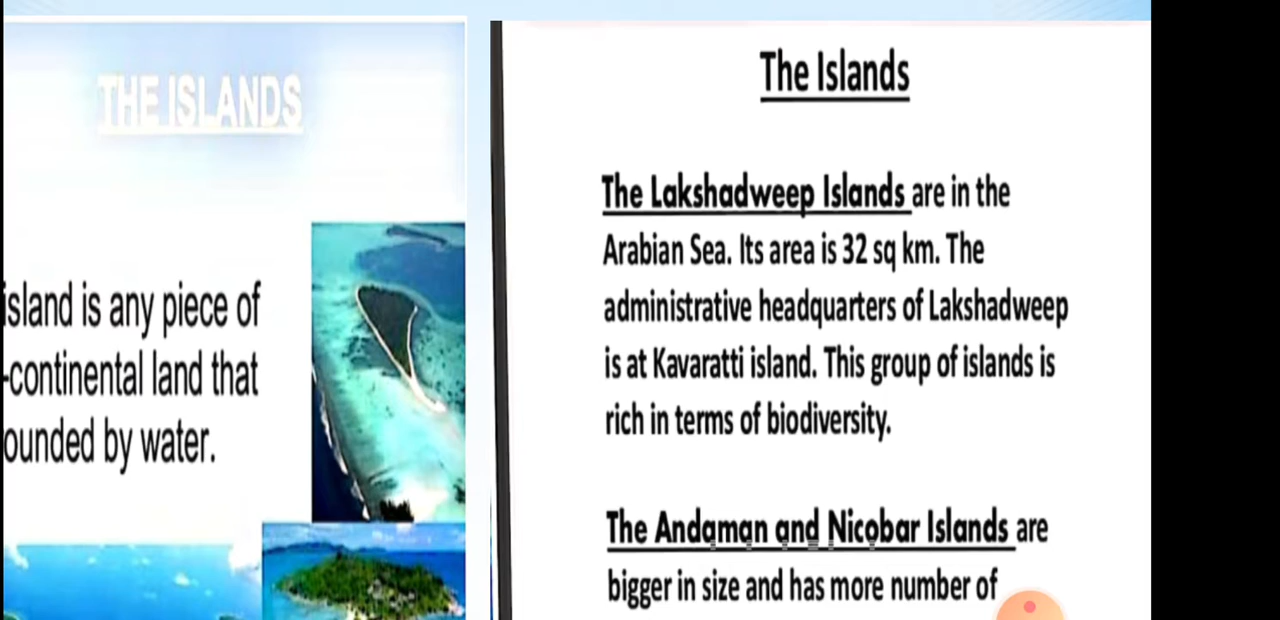 THE ISLANDS
island is any piece of
-continental land that
ounded by water.
The Islands
The Lakshadweep Islands are in the
Arabian Sea. Its area is 32 sq km. The
administrative headquarters of Lakshadweep
is at Kavaratti island. This group of islands is
rich in terms of biodiversity.
The Andaman and Nicobar Islands are
bigger in size and has more number of